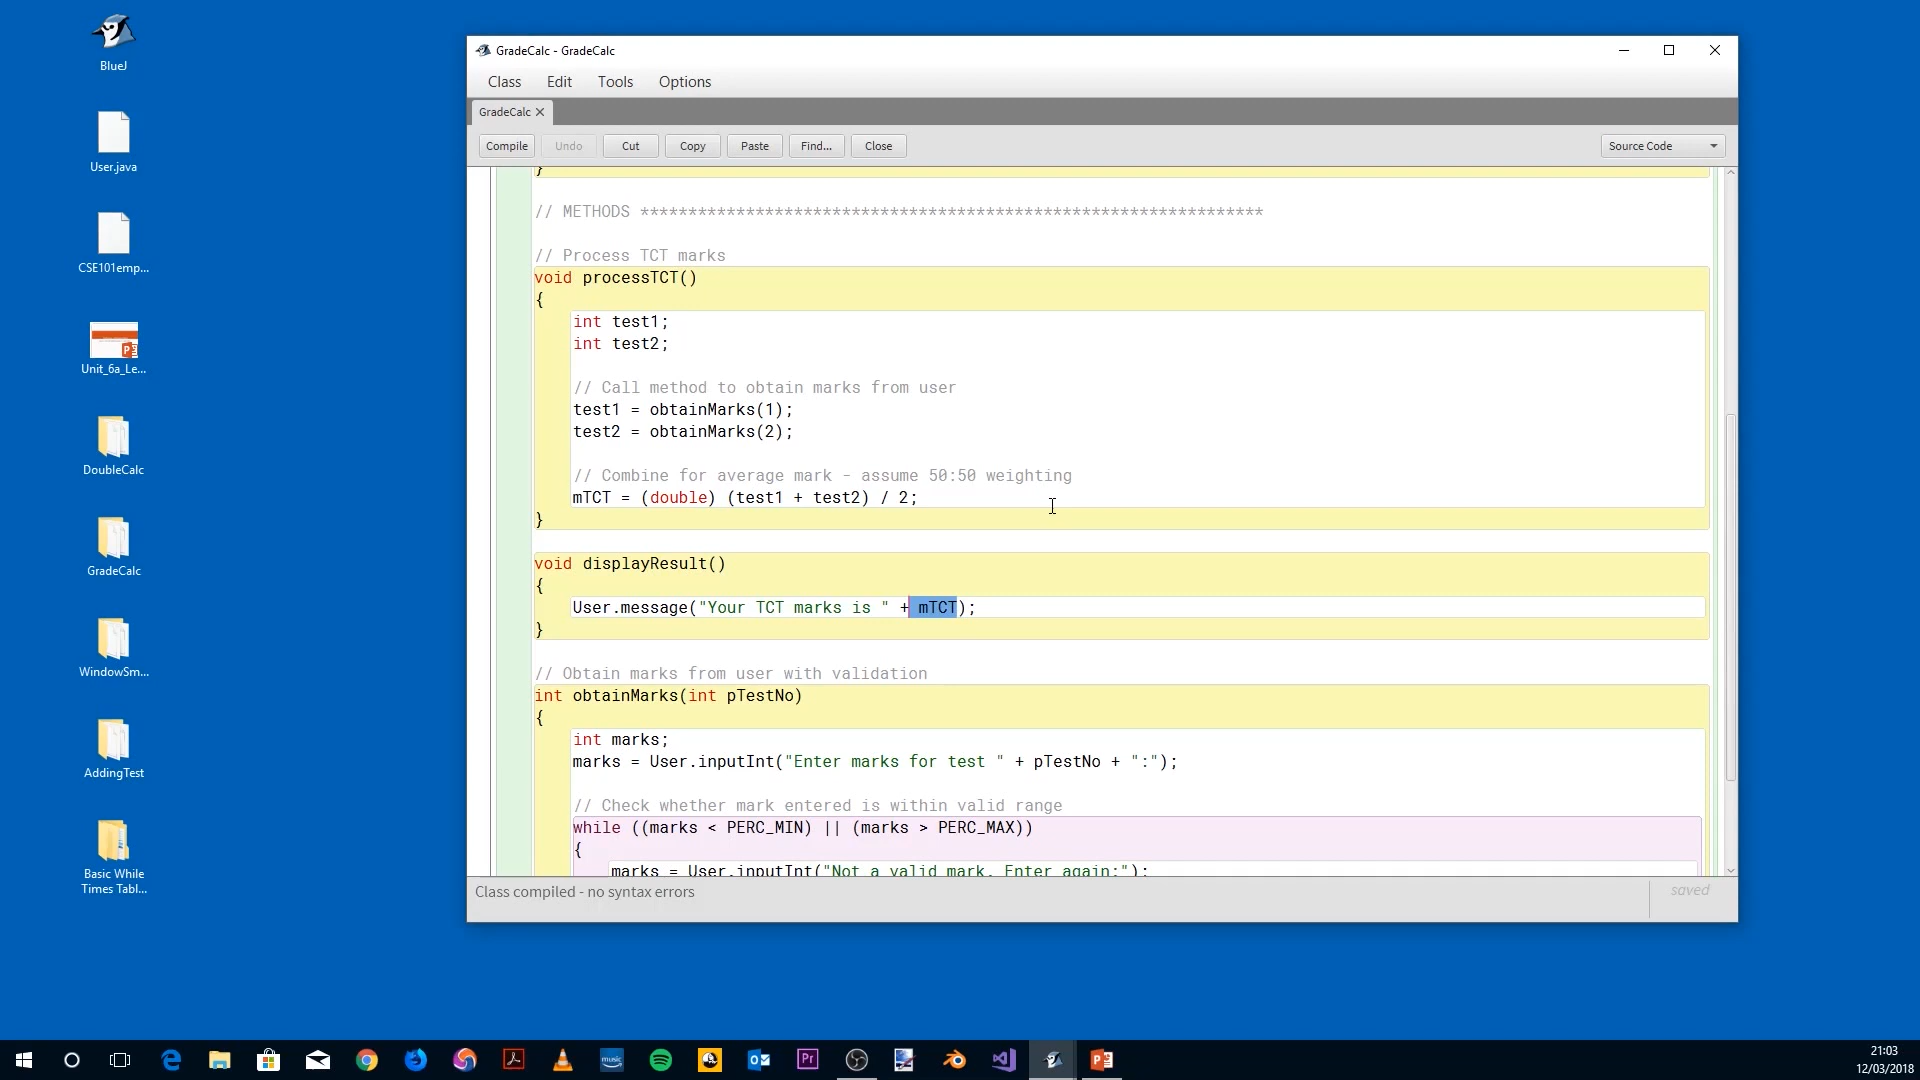 BlueJ
User.java
CSE101emp...
Unit_6a_Le...
DoubleCalc
GradeCalc
WindowSm...
AddingTest
Basic While
Times Tabl...
GradeCalc - GradeCalc
Class Edit Tools Options
GradeCalc
Compile Undo Cut Copy Paste Find... Close Source Code
}
// METHODS *****************************************************************
// Process TCT marks
void processTCT()
{
int test1;
int test2;
// Call method to obtain marks from user
test1 = obtainMarks(1);
test2 = obtainMarks(2);
// Combine for average mark - assume 50:50 weighting
mTCT = (double) (test1 + test2) / 2;
}
void displayResult()
{
User.message("Your TCT marks is " + mTCT);
}
// Obtain marks from user with validation
int obtainMarks(int pTestNo)
{
int marks;
marks = User.inputInt("Enter marks for test " + pTestNo + ":");
// Check whether mark entered is within valid range
while ((marks < PERC_MIN) || (marks > PERC_MAX))
{
marks = User.inputInt("Not a valid mark. Enter again:");
Class compiled - no syntax errors
saved
music
Pr
21:03
12/03/2018